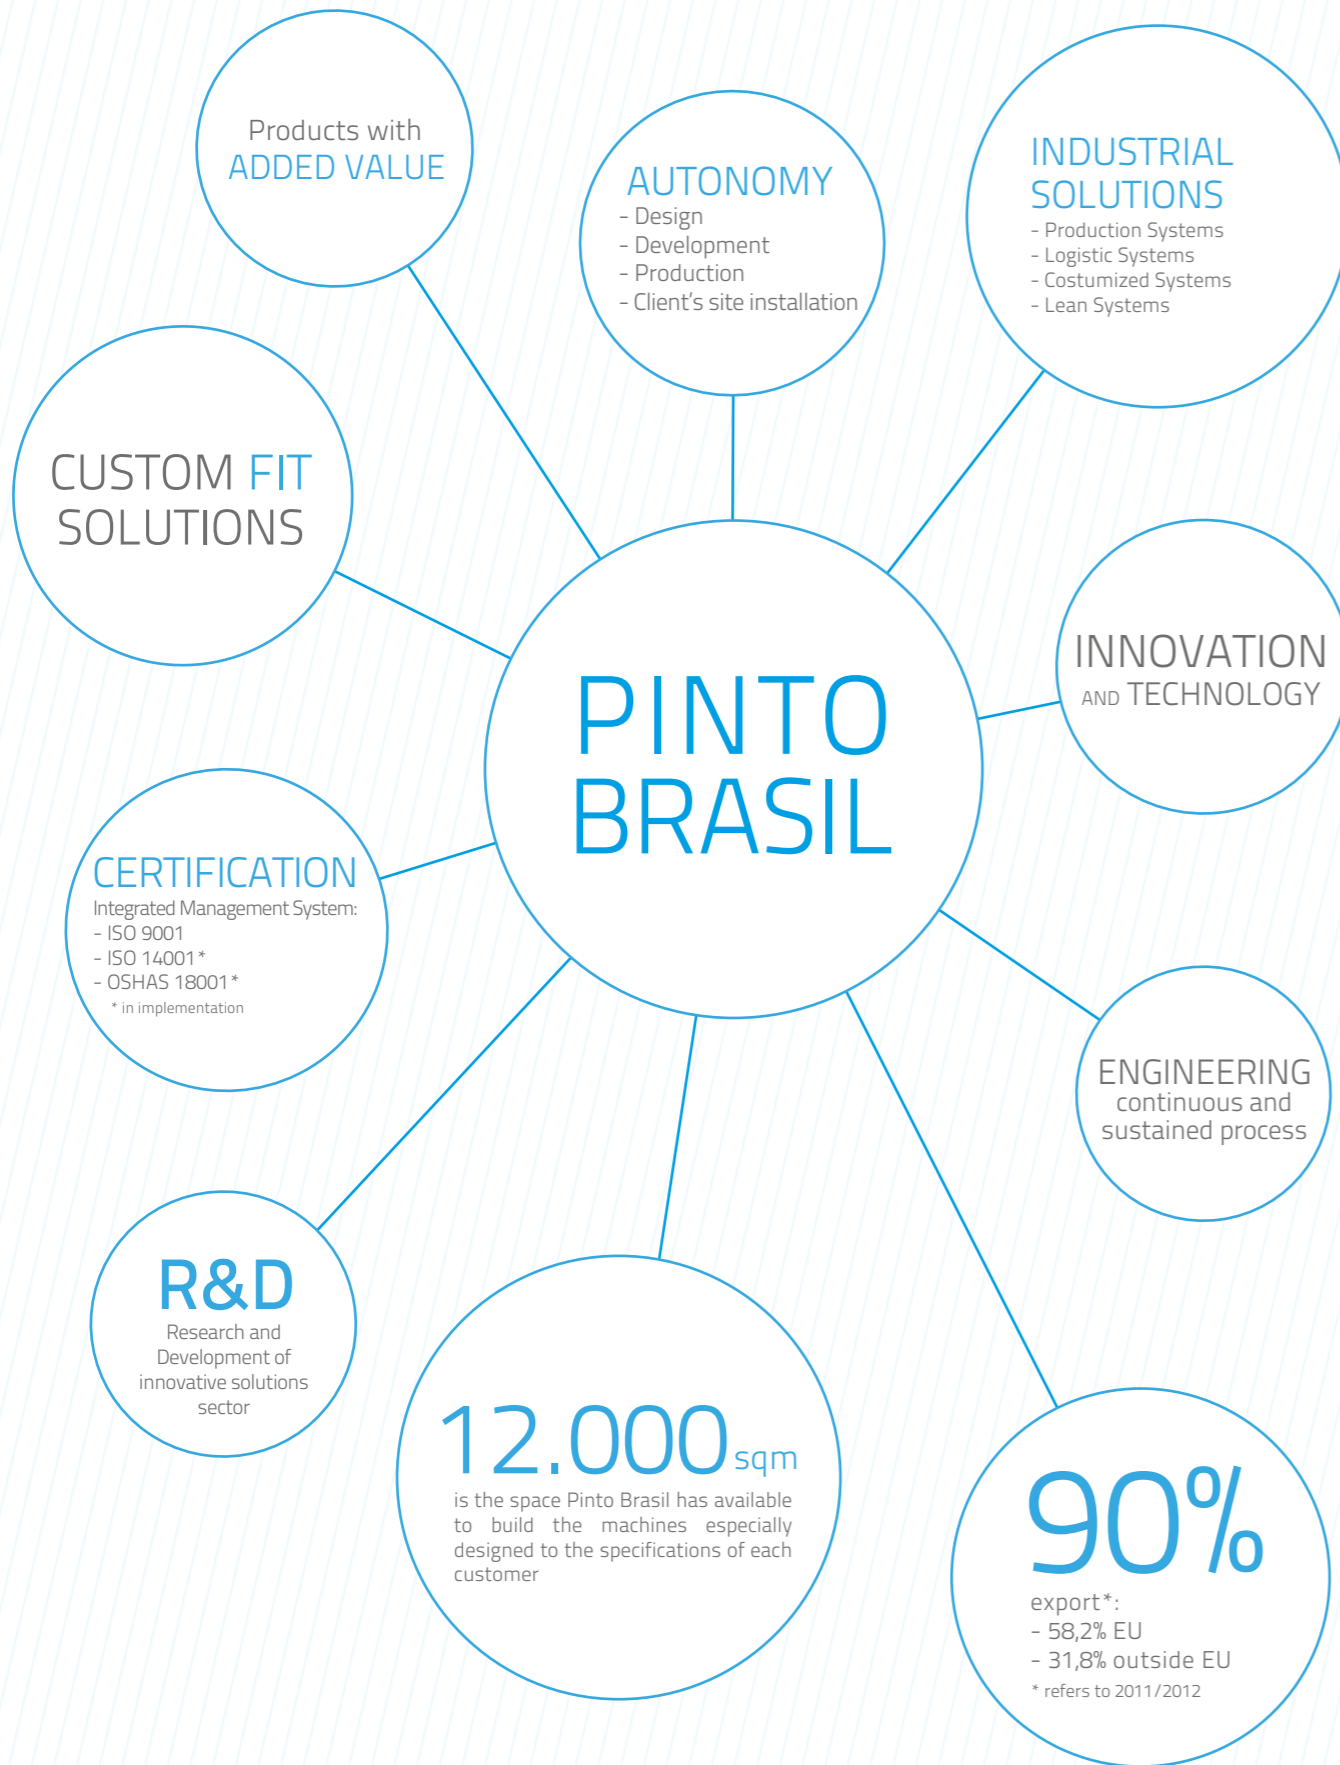 Products with
ADDED VALUE
AUTONOMY
- Design
- Development
- Production
- Client's site installation
INDUSTRIAL
SOLUTIONS
- Production Systems
- Logistic Systems
- Costumized Systems
- Lean Systems
CUSTOM FIT
SOLUTIONS
INNOVATION
AND TECHNOLOGY
PINTO
BRASIL
CERTIFICATION
Integrated Management System:
- ISO 9001
- ISO 14001*
- OSHAS 18001*
* in implementation
ENGINEERING
continuous and
sustained process
R&D
Research and
Development of
innovative solutions
sector
12.000 sqm
is the space Pinto Brasil has available
to build the machines especially
designed to the specifications of each
customer
90%
export*:
- 58,2% EU
- 31,8% outside EU
* refers to 2011/2012